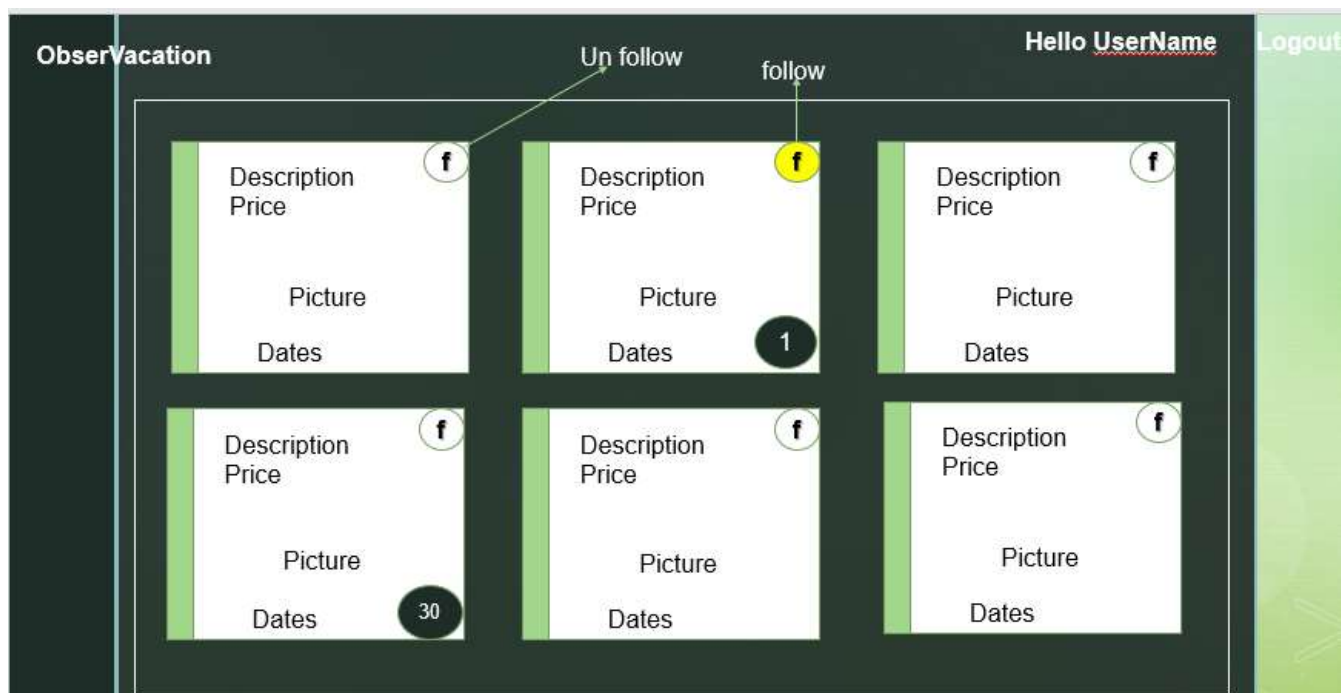 ObserVacation
Un follow
follow
Hello UserName
Logout
f
Description
Price
Picture
Dates
f
Description
Price
Picture
Dates
1
f
Description
Price
Picture
Dates
f
Description
Price
Picture
Dates
30
f
Description
Price
Picture
Dates
f
Description
Price
Picture
Dates